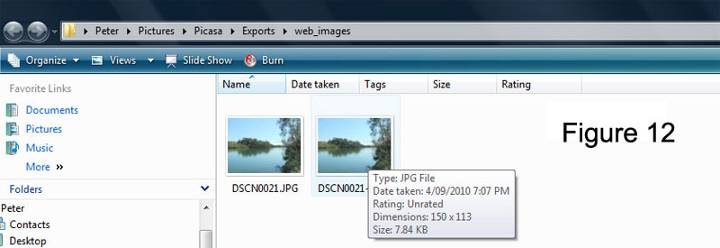 Peter Pictures Picasa Exports web_images
Organize Views Slide Show Burn
Favorite Links
Documents
Pictures
Music
More »
Folders
Peter
Contacts
Desktop
Name Date taken Tags Size Rating
DSCN0021.JPG DSCN0021-
Type: JPG File
Date taken: 4/09/2010 7:07 PM
Rating: Unrated
Dimensions: 150 x 113
Size: 7.84 KB
Figure 12